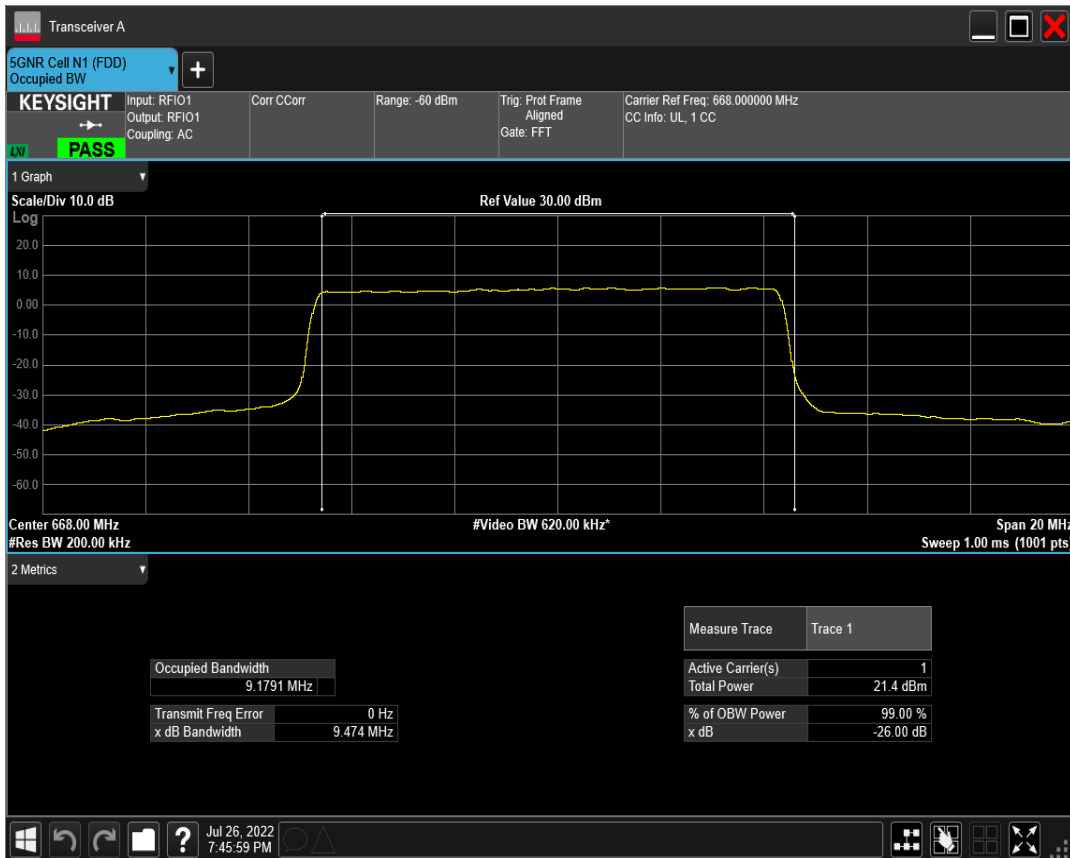 Transceiver A
5GNR Cell N1 (FDD)
Occupied BW
KEYSIGHT
LXI
PASS
Input: RFIO1
Output: RFIO1
Coupling: AC
Corr CCorr
Range: -60 dBm
Trig: Prot Frame
Aligned
Gate: FFT
Carrier Ref Freq: 668.000000 MHz
CC Info: UL, 1 CC
1 Graph
Scale/Div 10.0 dB
Ref Value 30.00 dBm
Log
20.0
10.0
0.00
-10.0
-20.0
-30.0
-40.0
-50.0
-60.0
Center 668.00 MHz
#Video BW 620.00 kHz*
Span 20 MHz
#Res BW 200.00 kHz
Sweep 1.00 ms (1001 pts)
2 Metrics
Measure Trace Trace 1
Occupied Bandwidth
9.1791 MHz
Active Carrier(s) 1
Total Power 21.4 dBm
Transmit Freq Error 0 Hz
x dB Bandwidth 9.474 MHz
% of OBW Power 99.00 %
x dB -26.00 dB
?
Jul 26, 2022
7:45:59 PM